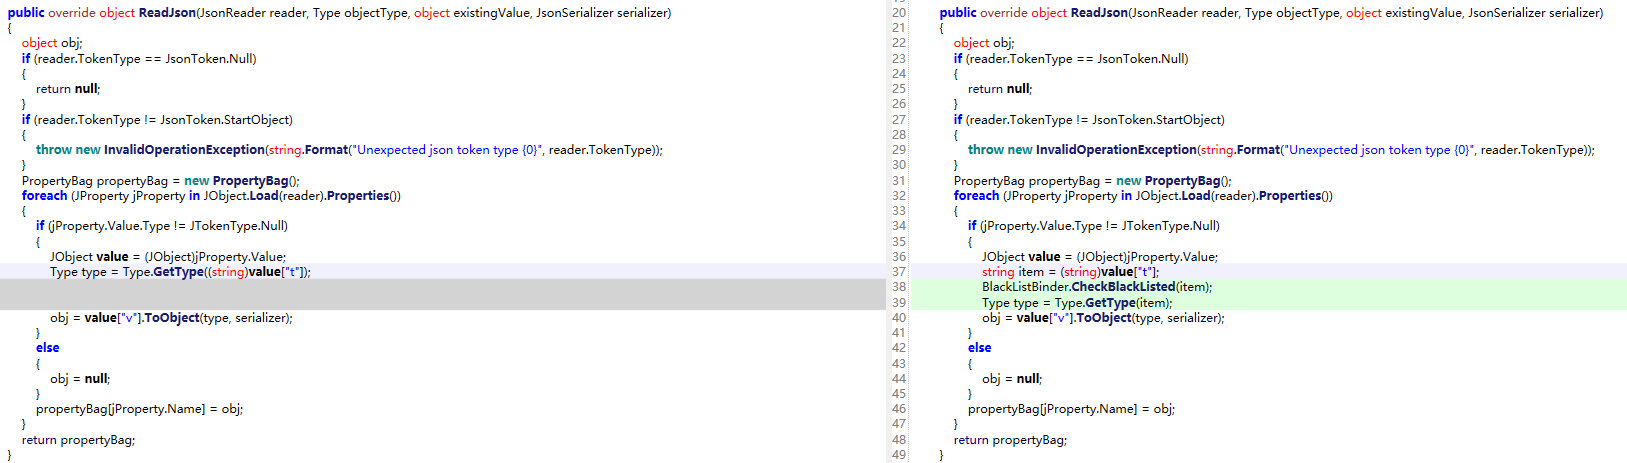 public override object ReadJson(JsonReader reader, Type objectType, object existingValue, JsonSerializer serializer)
{
object obj;
if (reader.TokenType == JsonToken.Null)
{
return null;
}
if (reader.TokenType != JsonToken.StartObject)
{
throw new InvalidOperationException(string.Format("Unexpected json token type {0}", reader.TokenType));
}
PropertyBag propertyBag = new PropertyBag();
foreach (JProperty jProperty in JObject.Load(reader).Properties())
{
if (jProperty.Value.Type != JTokenType.Null)
{
JObject value = (JObject)jProperty.Value;
Type type = Type.GetType((string)value["t"]);
obj = value["v"].ToObject(type, serializer);
}
else
{
obj = null;
}
propertyBag[jProperty.Name] = obj;
}
return propertyBag;
}
20 public override object ReadJson(JsonReader reader, Type objectType, object existingValue, JsonSerializer serializer)
21 {
22 object obj;
23 if (reader.TokenType == JsonToken.Null)
24 {
25 return null;
26 }
27 if (reader.TokenType != JsonToken.StartObject)
28 {
29 throw new InvalidOperationException(string.Format("Unexpected json token type {0}", reader.TokenType));
30 }
31 PropertyBag propertyBag = new PropertyBag();
32 foreach (JProperty jProperty in JObject.Load(reader).Properties())
33 {
34 if (jProperty.Value.Type != JTokenType.Null)
35 {
36 JObject value = (JObject)jProperty.Value;
37 string item = (string)value["t"];
38 BlackListBinder.CheckBlackListed(item);
39 Type type = Type.GetType(item);
40 obj = value["v"].ToObject(type, serializer);
41 }
42 else
43 {
44 obj = null;
45 }
46 propertyBag[jProperty.Name] = obj;
47 }
48 return propertyBag;
49 }